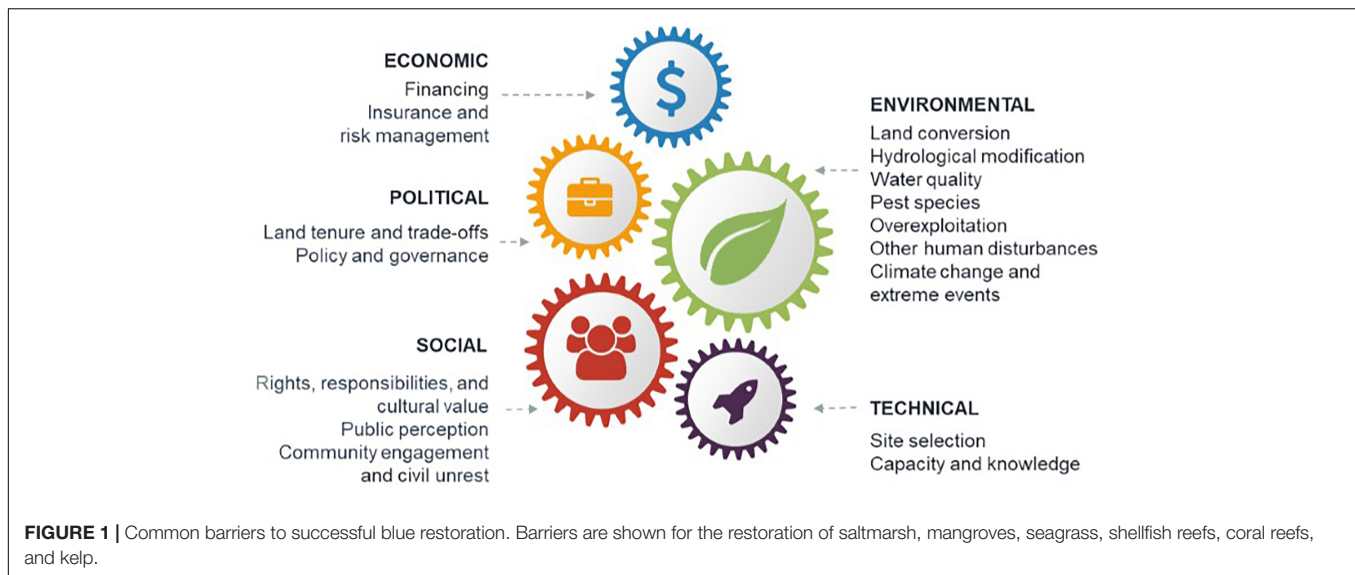 ECONOMIC
Financing
Insurance and
risk management
$
POLITICAL
Land tenure and trade-offs
Policy and governance
SOCIAL
Rights, responsibilities, and
cultural value
Public perception
Community engagement
and civil unrest
ENVIRONMENTAL
Land conversion
Hydrological modification
Water quality
Pest species
Overexploitation
Other human disturbances
Climate change and
extreme events
TECHNICAL
Site selection
Capacity and knowledge
FIGURE 1 | Common barriers to successful blue restoration. Barriers are shown for the restoration of saltmarsh, mangroves, seagrass, shellfish reefs, coral reefs,
and kelp.